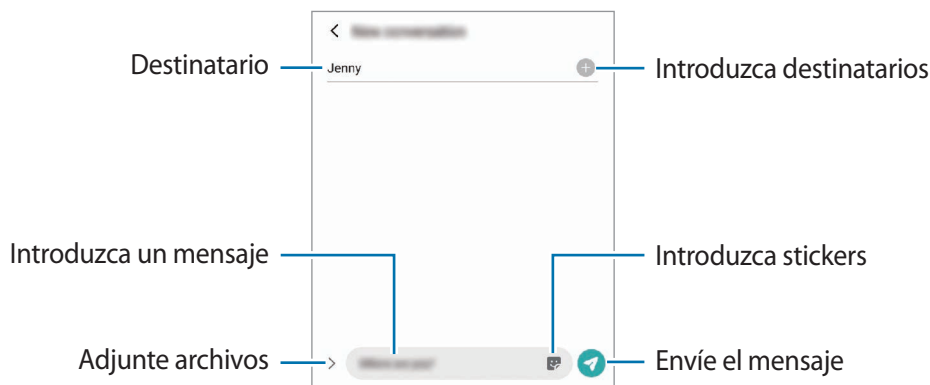 Destinatario
Jenny
Introduzca destinatarios
Introduzca un mensaje
Introduzca stickers
Adjunte archivos
Envíe el mensaje